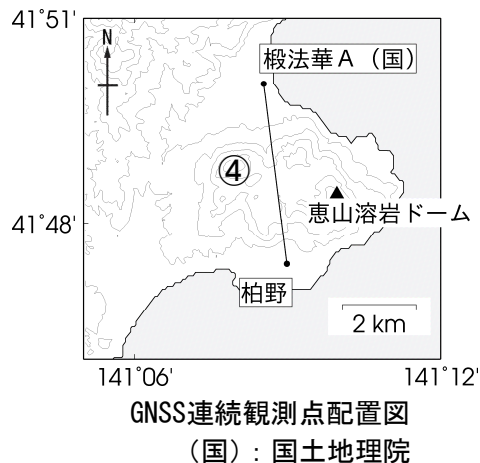 41˚51'
N
椴法華A（国）
④
恵山溶岩ドーム
41˚48'
柏野
2 km
141˚06'
141˚12'
GNSS連続観測点配置図
（国）: 国土地理院